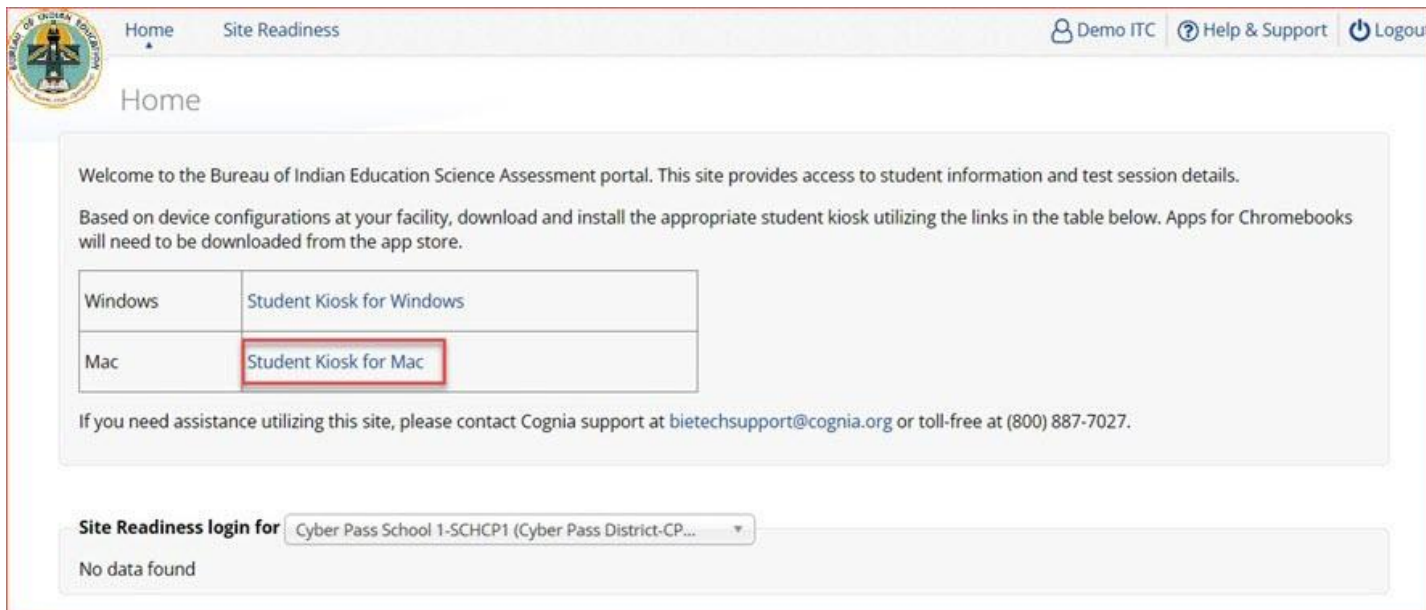 Home Site Readiness Demo ITC Help & Support Logout
Home
Welcome to the Bureau of Indian Education Science Assessment portal. This site provides access to student information and test session details.
Based on device configurations at your facility, download and install the appropriate student kiosk utilizing the links in the table below. Apps for Chromebooks
will need to be downloaded from the app store.
Windows Student Kiosk for Windows
Mac Student Kiosk for Mac
If you need assistance utilizing this site, please contact Cognia support at bietechsupport@cognia.org or toll-free at (800) 887-7027.
Site Readiness login for Cyber Pass School 1-SCHCP1 (Cyber Pass District-CP...
No data found